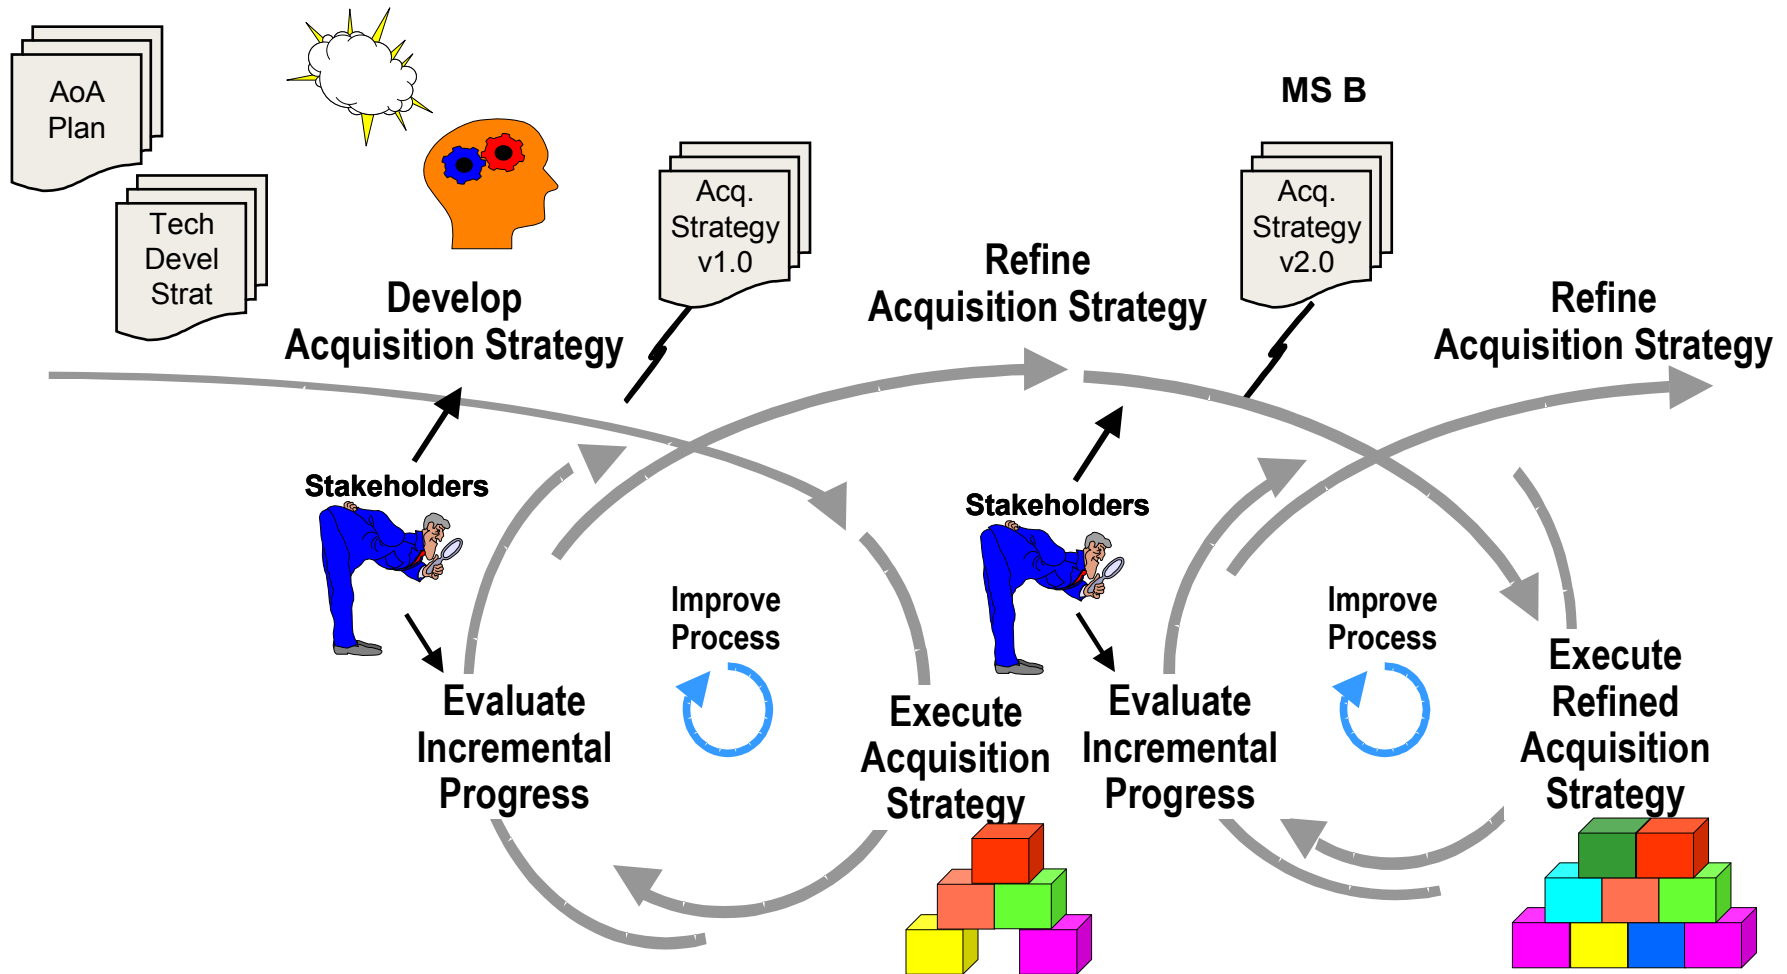 AoA
Plan
Tech
Devel
Strat
Develop
Acquisition Strategy
Acq.
Strategy
v1.0
Refine
Acquisition Strategy
MS B
Acq.
Strategy
v2.0
Refine
Acquisition Strategy
Stakeholders
Improve
Process
Evaluate
Incremental
Progress
Execute
Acquisition
Strategy
Stakeholders
Improve
Process
Evaluate
Incremental
Progress
Execute
Refined
Acquisition
Strategy